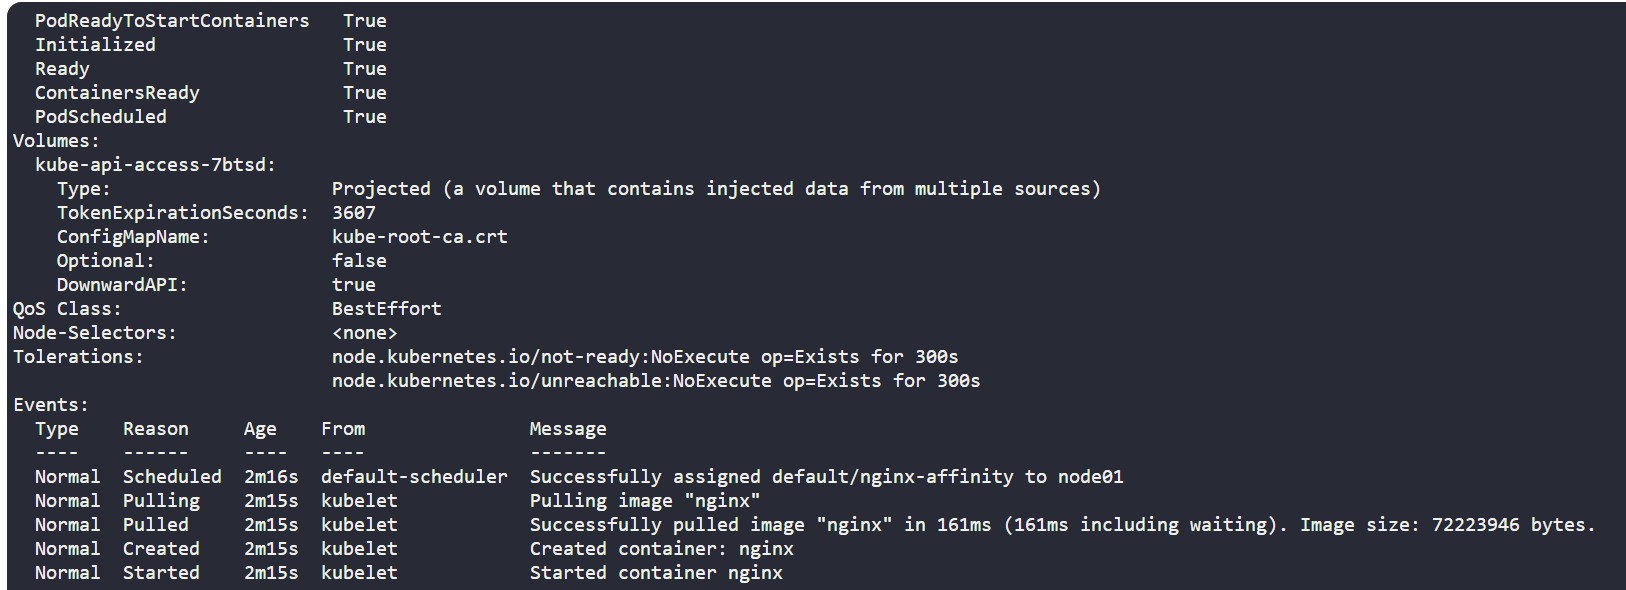 PodReadyToStartContainers   True
Initialized                 True
Ready                       True
ContainersReady             True
PodScheduled                True
Volumes:
  kube-api-access-7btsd:
    Type:                    Projected (a volume that contains injected data from multiple sources)
    TokenExpirationSeconds:  3607
    ConfigMapName:           kube-root-ca.crt
    Optional:                false
    DownwardAPI:             true
QoS Class:                   BestEffort
Node-Selectors:              <none>
Tolerations:                 node.kubernetes.io/not-ready:NoExecute op=Exists for 300s
                             node.kubernetes.io/unreachable:NoExecute op=Exists for 300s
Events:
  Type    Reason     Age    From               Message
  ----    ------     ----   ----               -------
  Normal  Scheduled  2m16s  default-scheduler  Successfully assigned default/nginx-affinity to node01
  Normal  Pulling    2m15s  kubelet            Pulling image "nginx"
  Normal  Pulled     2m15s  kubelet            Successfully pulled image "nginx" in 161ms (161ms including waiting). Image size: 72223946 bytes.
  Normal  Created    2m15s  kubelet            Created container: nginx
  Normal  Started    2m15s  kubelet            Started container nginx